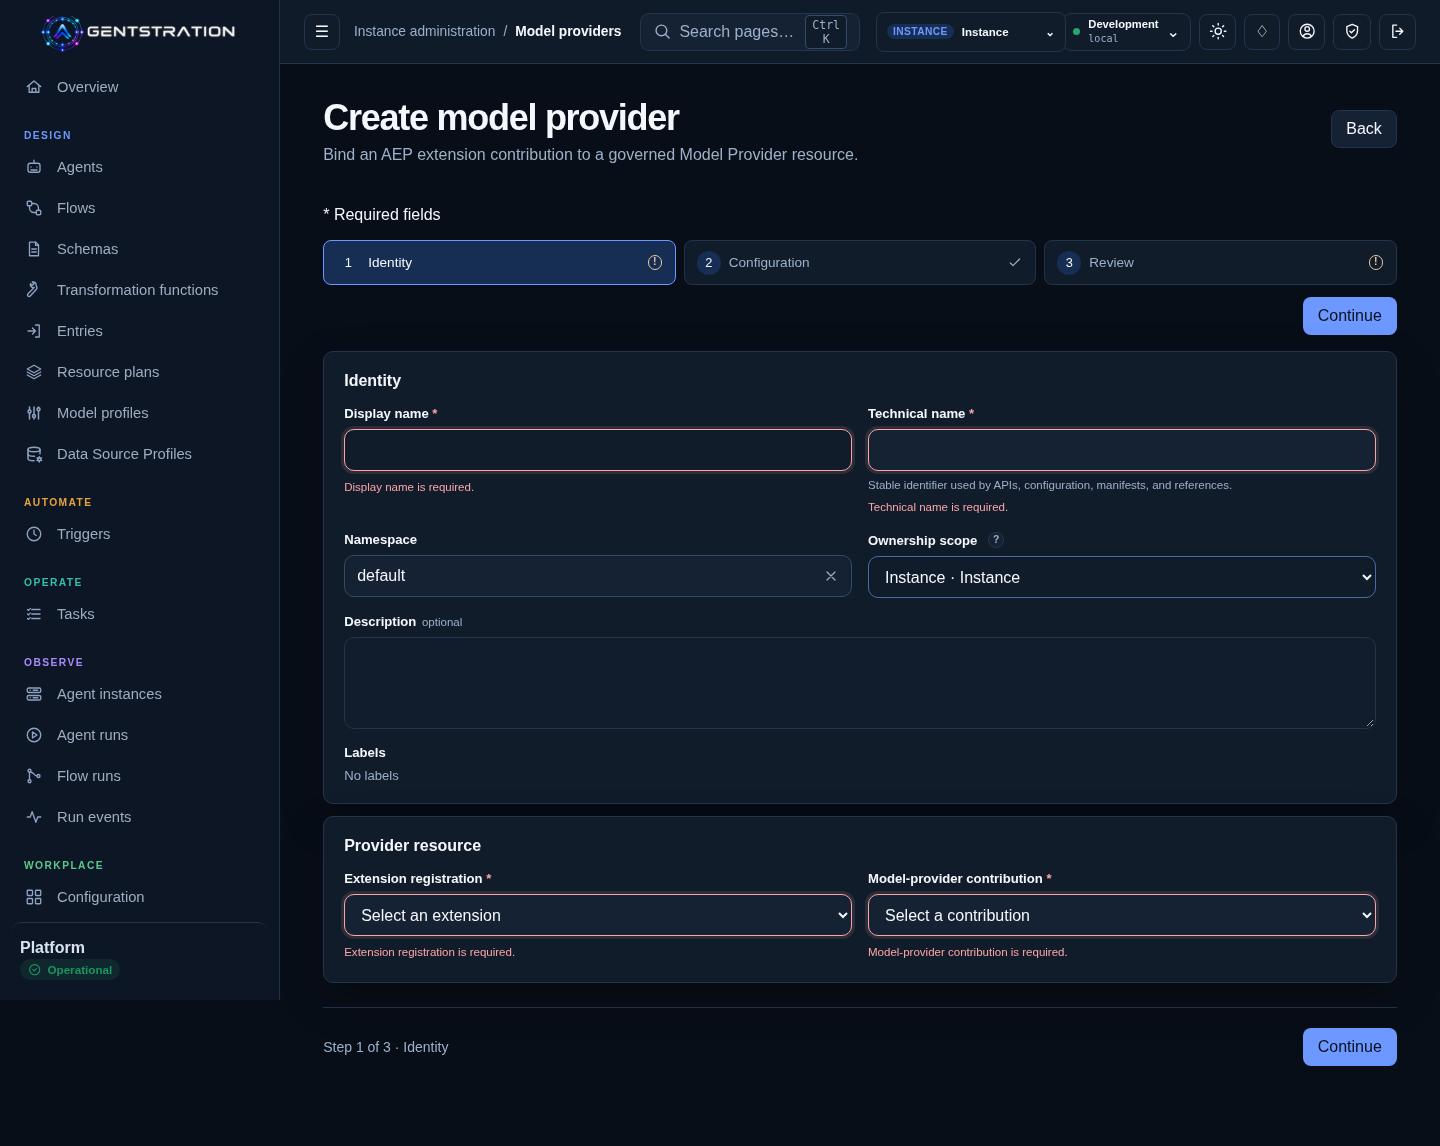 GENTSTRATION
☰
Instance administration / Model providers
Search pages…
Ctrl K
INSTANCE Instance
Development
local
Overview
DESIGN
Agents
Flows
Schemas
Transformation functions
Entries
Resource plans
Model profiles
Data Source Profiles
AUTOMATE
Triggers
OPERATE
Tasks
OBSERVE
Agent instances
Agent runs
Flow runs
Run events
WORKPLACE
Configuration
Platform
Operational
Create model provider
Bind an AEP extension contribution to a governed Model Provider resource.
Back
* Required fields
1 Identity !
2 Configuration
3 Review !
Continue
Identity
Display name *
Display name is required.
Technical name *
Stable identifier used by APIs, configuration, manifests, and references.
Technical name is required.
Namespace
default
Ownership scope ?
Instance · Instance
Description optional
Labels
No labels
Provider resource
Extension registration *
Select an extension
Extension registration is required.
Model-provider contribution *
Select a contribution
Model-provider contribution is required.
Step 1 of 3 · Identity
Continue